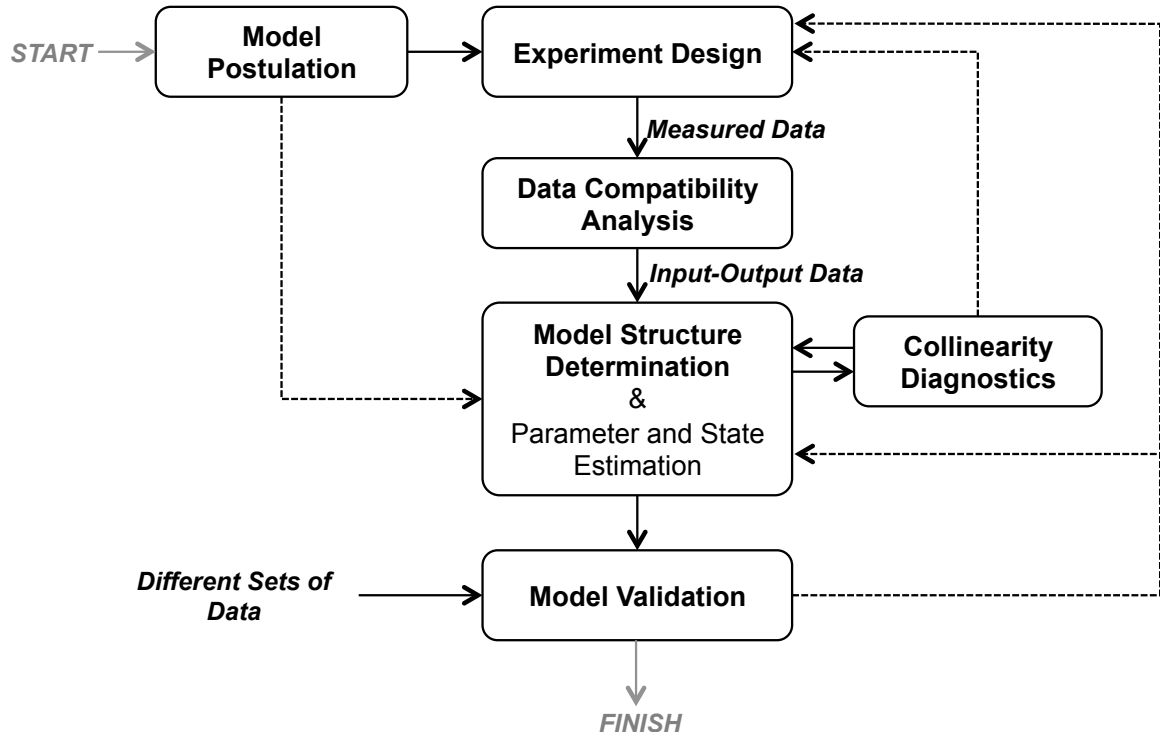 START
Model
Postulation
Experiment Design
Measured Data
Data Compatibility
Analysis
Input-Output Data
Model Structure
Determination
&
Parameter and State
Estimation
Collinearity
Diagnostics
Different Sets of
Data
Model Validation
FINISH